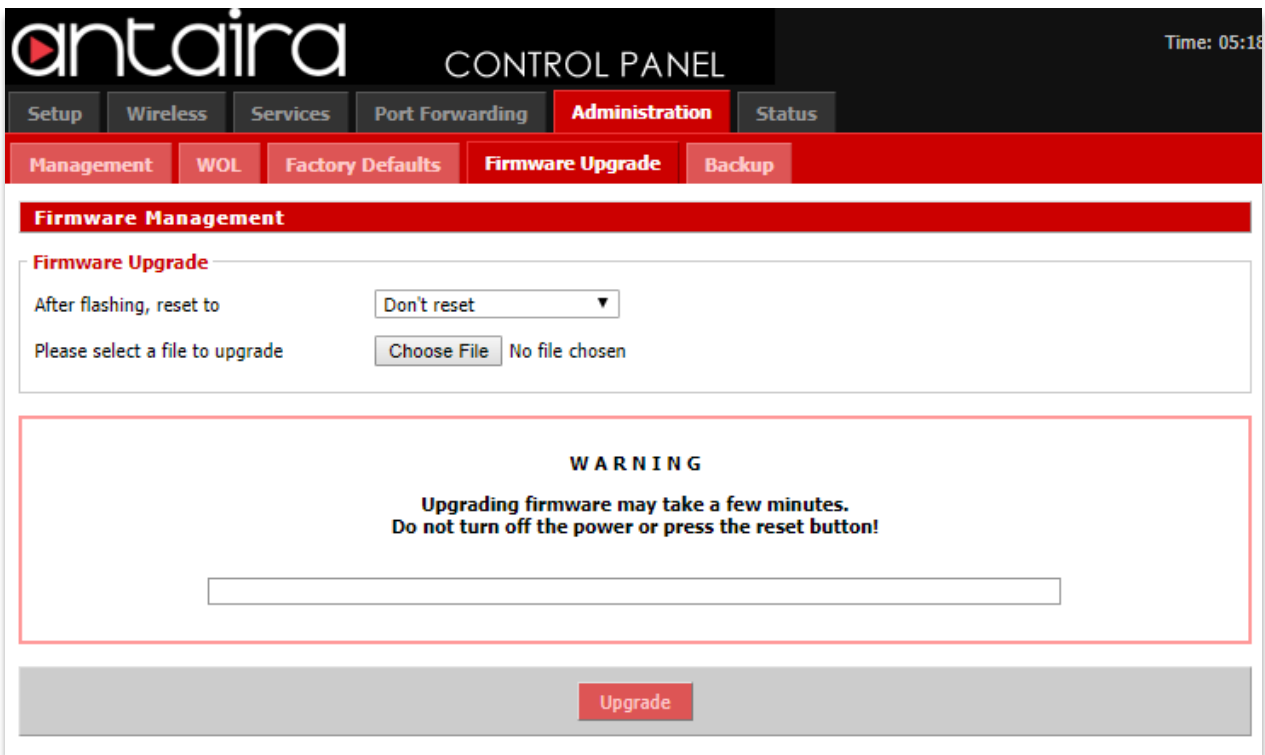 antaira CONTROL PANEL Time: 05:18
Setup Wireless Services Port Forwarding Administration Status
Management WOL Factory Defaults Firmware Upgrade Backup
Firmware Management
Firmware Upgrade
After flashing, reset to Don't reset
Please select a file to upgrade Choose File No file chosen
WARNING
Upgrading firmware may take a few minutes.
Do not turn off the power or press the reset button!
Upgrade